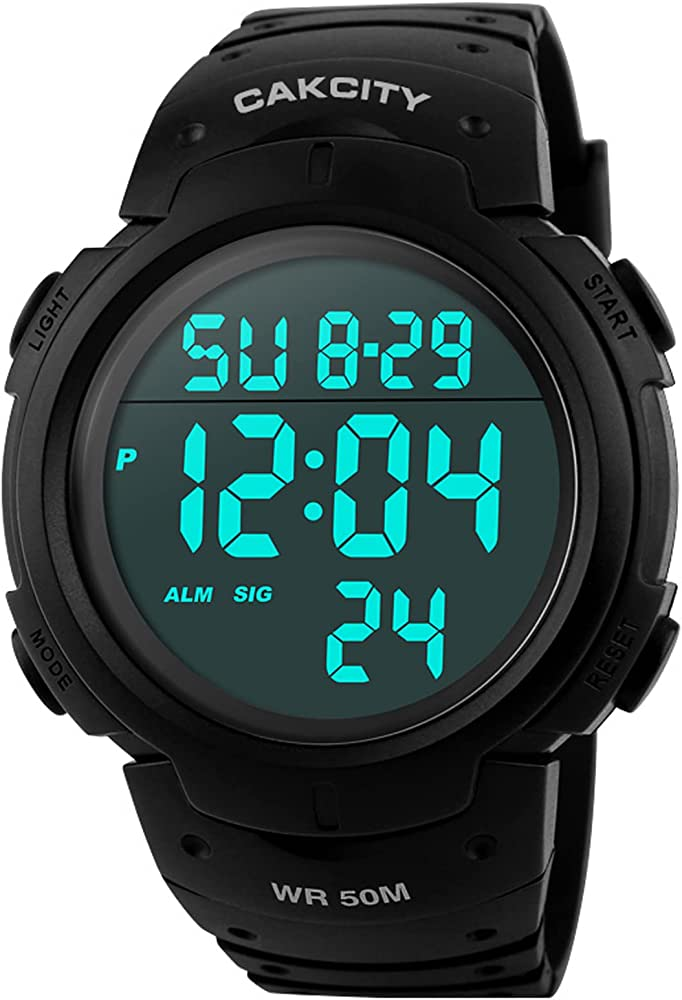 CAKCITY
LIGHT
START
SU 8-29
P 12:04
ALM SIG 24
MODE
RESET
WR 50M